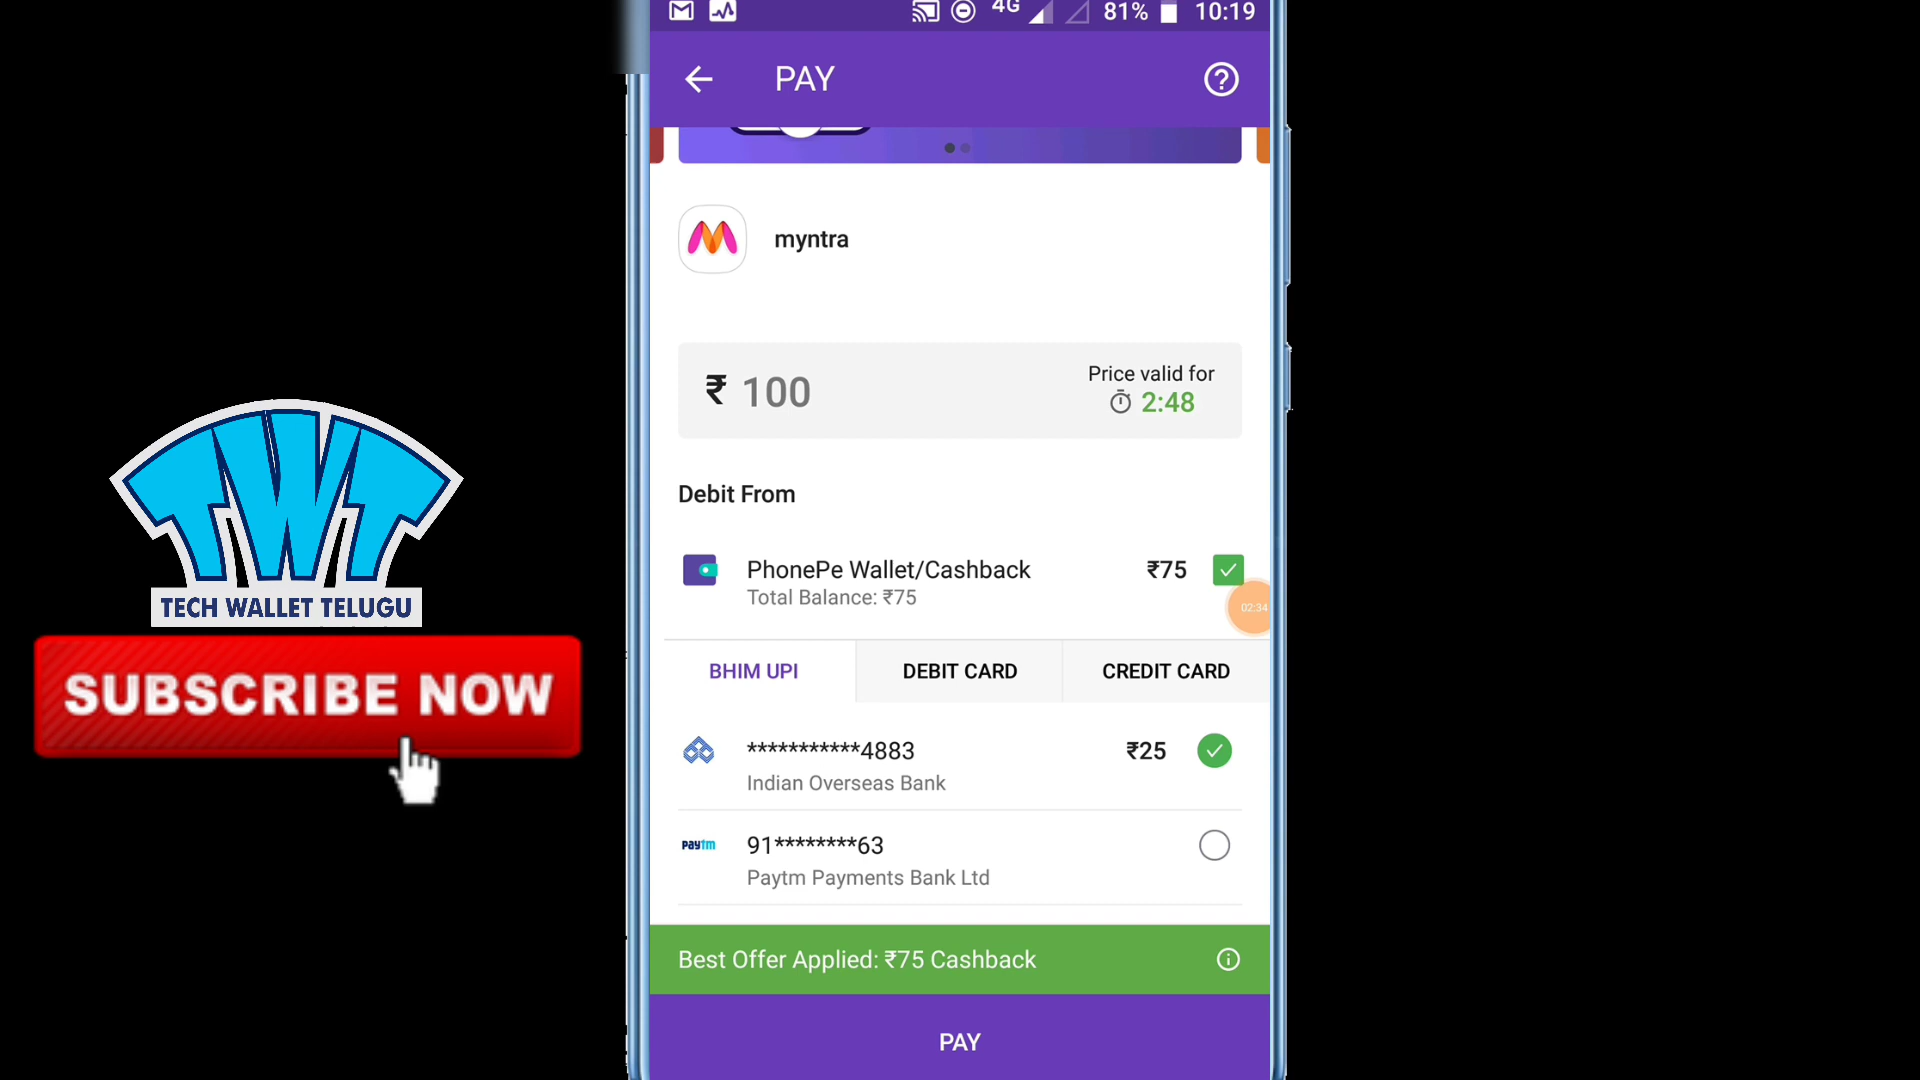 4G 81% 10:19
PAY
myntra
₹ 100
Price valid for
2:48
Debit From
PhonePe Wallet/Cashback ₹75
Total Balance: ₹75
02:34
BHIM UPI DEBIT CARD CREDIT CARD
***********4883 ₹25
Indian Overseas Bank
paytm 91********63
Paytm Payments Bank Ltd
Best Offer Applied: ₹75 Cashback
PAY
TWT
TECH WALLET TELUGU
SUBSCRIBE NOW